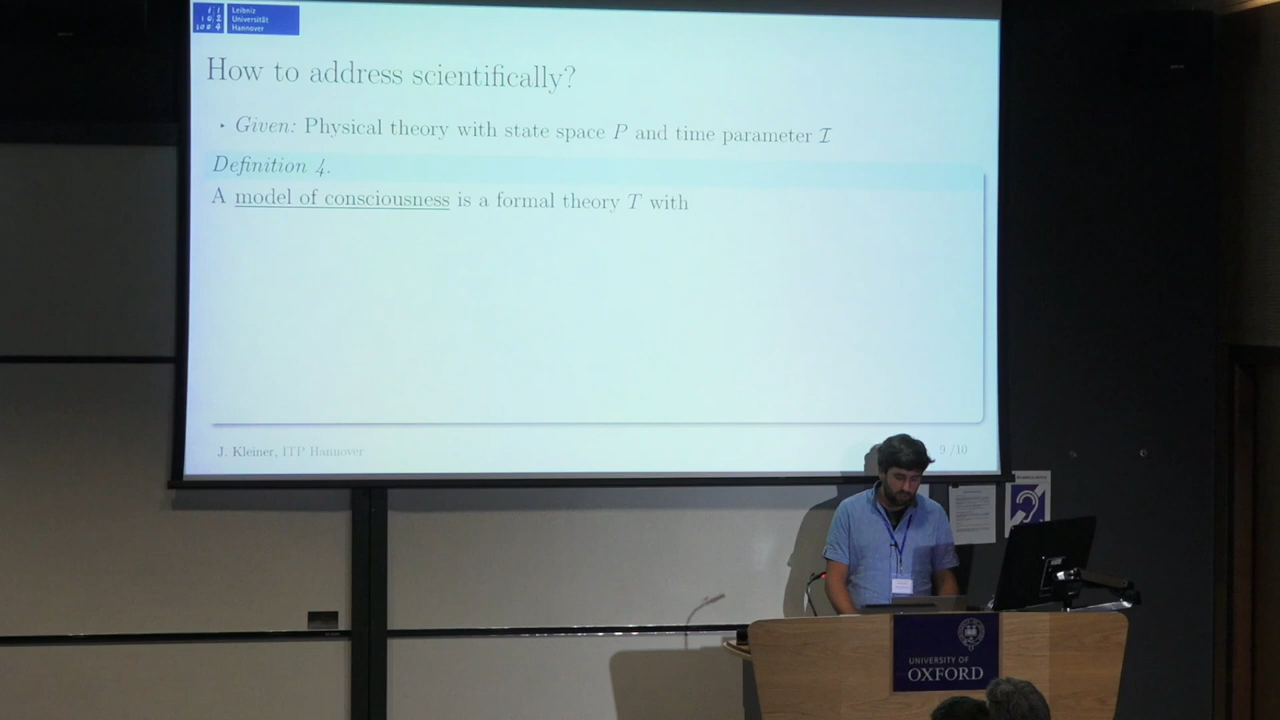 Leibniz
Universität
Hannover
How to address scientifically?
‣ Given: Physical theory with state space P and time parameter ℐ
Definition 4.
A model of consciousness is a formal theory T with
J. Kleiner, ITP Hannover
9 /10
UNIVERSITY OF
OXFORD